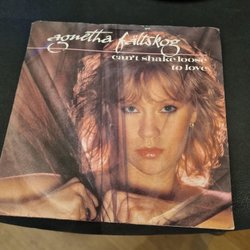 agnetha fältskog
can't shake loose
to love